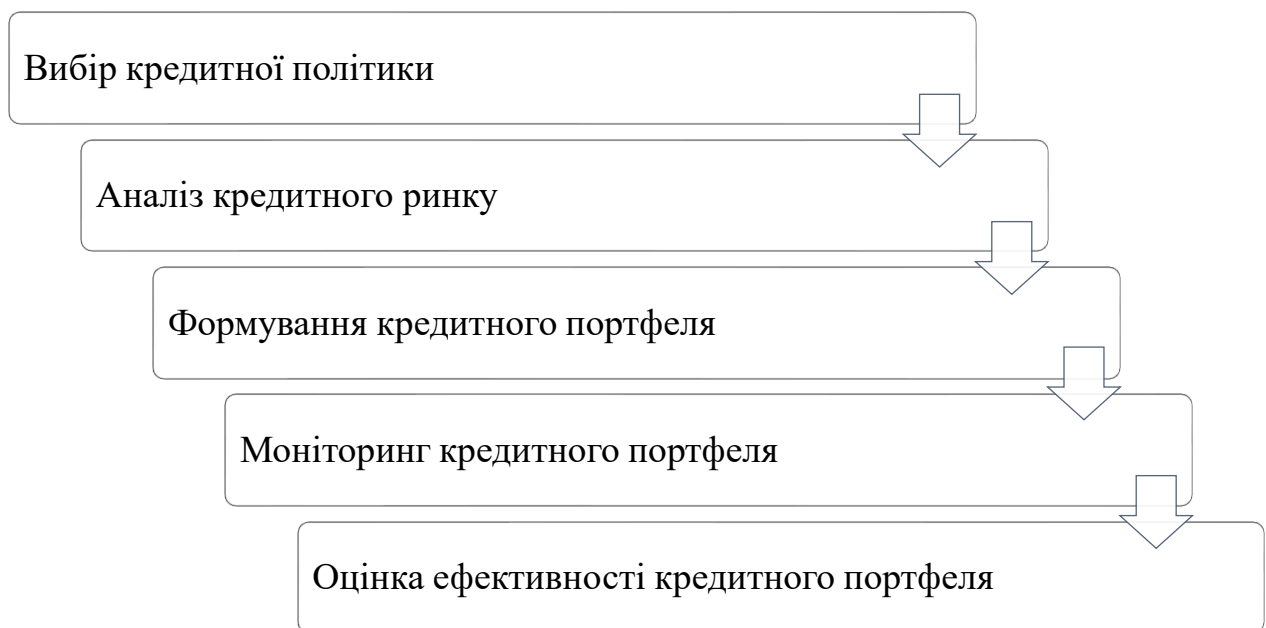 Вибір кредитної політики
Аналіз кредитного ринку
Формування кредитного портфеля
Моніторинг кредитного портфеля
Оцінка ефективності кредитного портфеля